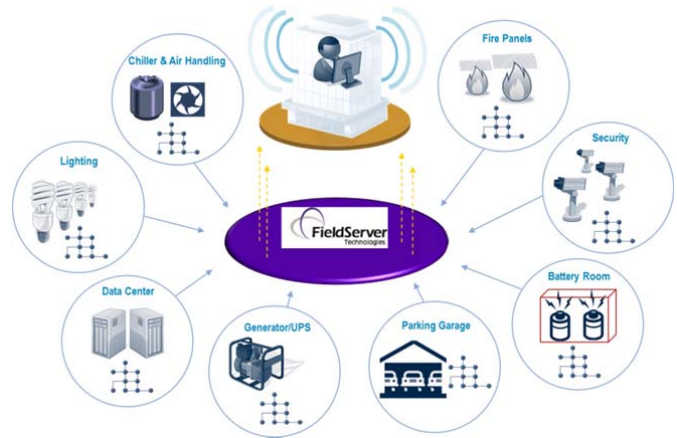 Chiller & Air Handling
Fire Panels
Lighting
Security
FieldServer
Technologies
Data Center
Generator/UPS
Parking Garage
Battery Room